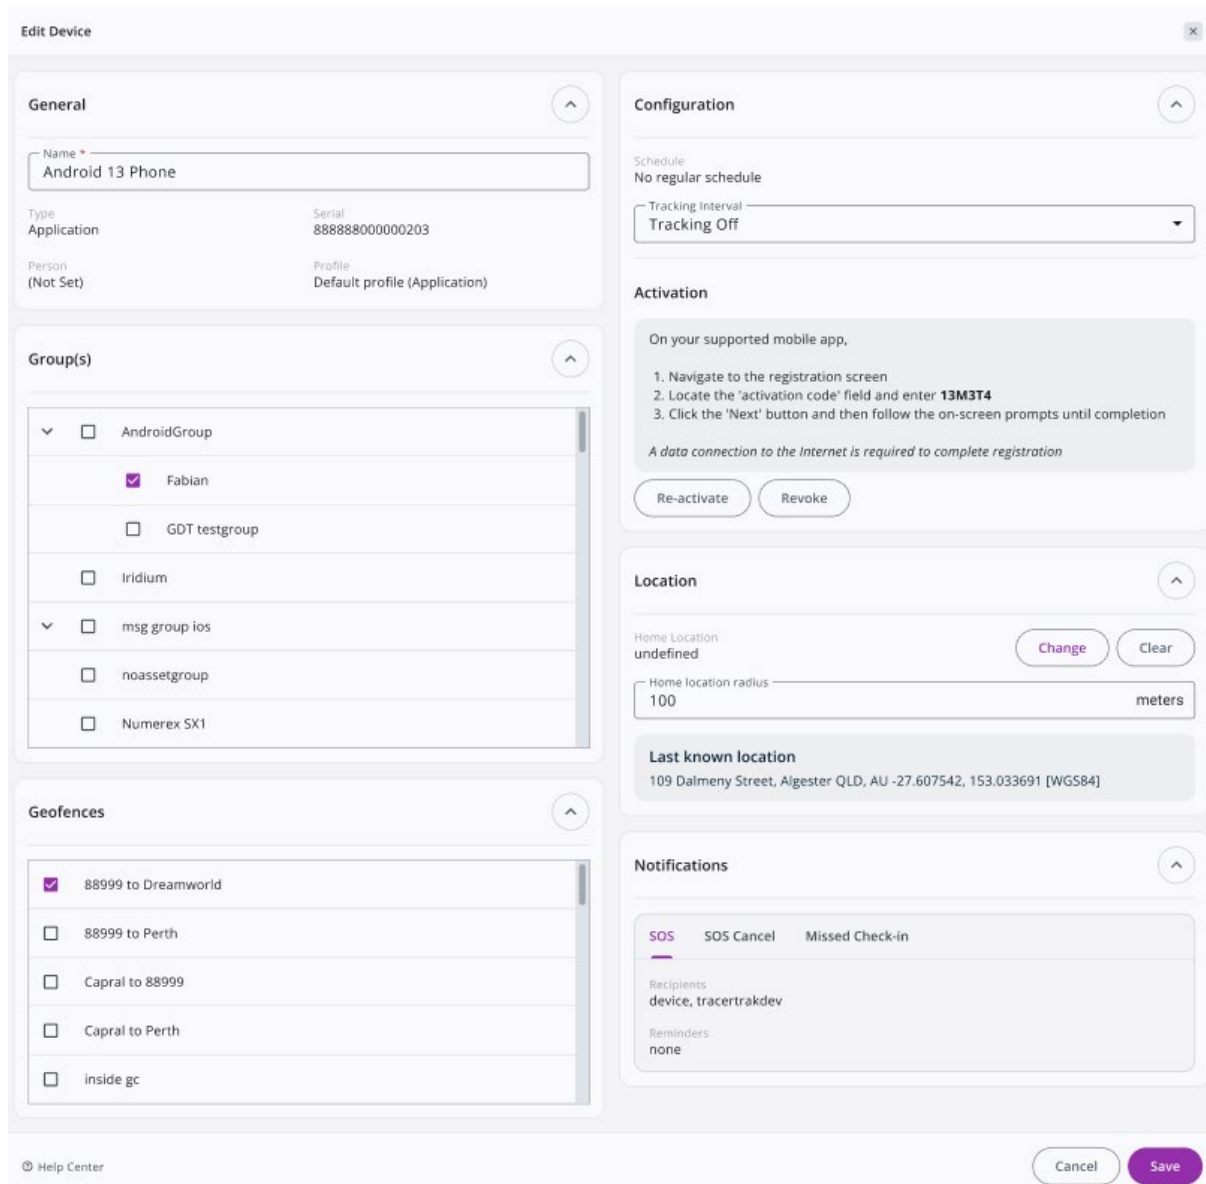 Edit Device
General
Name *
Android 13 Phone
Type
Serial
Application
888888000000203
Person
Profile
(Not Set)
Default profile (Application)
Group(s)
AndroidGroup
Fabian
GDT testgroup
Iridium
msg group ios
noassetgroup
Numerex SX1
Geofences
88999 to Dreamworld
88999 to Perth
Capral to 88999
Capral to Perth
inside gc
Configuration
Schedule
No regular schedule
Tracking Interval
Tracking Off
Activation
On your supported mobile app,
1. Navigate to the registration screen
2. Locate the 'activation code' field and enter 13M3T4
3. Click the 'Next' button and then follow the on-screen prompts until completion
A data connection to the Internet is required to complete registration
Re-activate Revoke
Location
Home Location
undefined
Change Clear
Home location radius
100 meters
Last known location
109 Dalmeny Street, Algester QLD, AU -27.607542, 153.033691 [WGS84]
Notifications
SOS SOS Cancel Missed Check-in
Recipients
device, tracertrakdev
Reminders
none
Help Center
Cancel Save